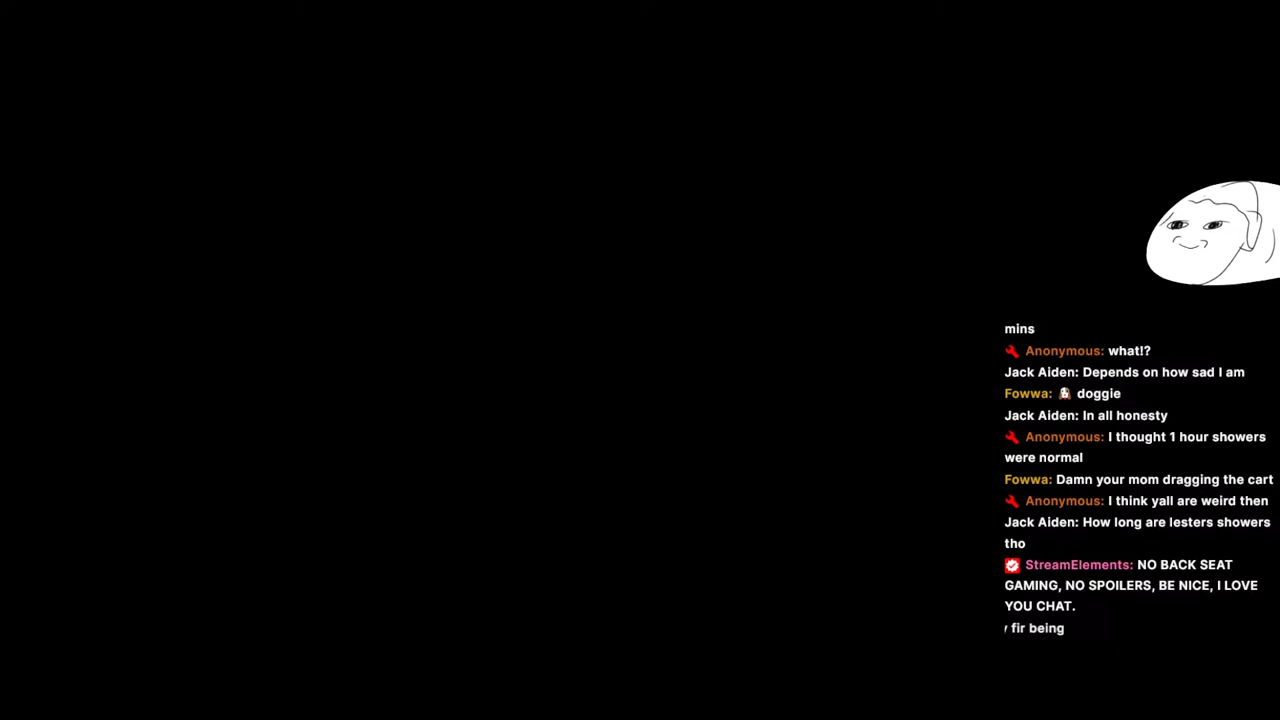 mins
Anonymous: what!?
Jack Aiden: Depends on how sad I am
Fowwa: doggie
Jack Aiden: In all honesty
Anonymous: I thought 1 hour showers
were normal
Fowwa: Damn your mom dragging the cart
Anonymous: I think yall are weird then
Jack Aiden: How long are lesters showers
tho
StreamElements: NO BACK SEAT
GAMING, NO SPOILERS, BE NICE, I LOVE
YOU CHAT.
fir being